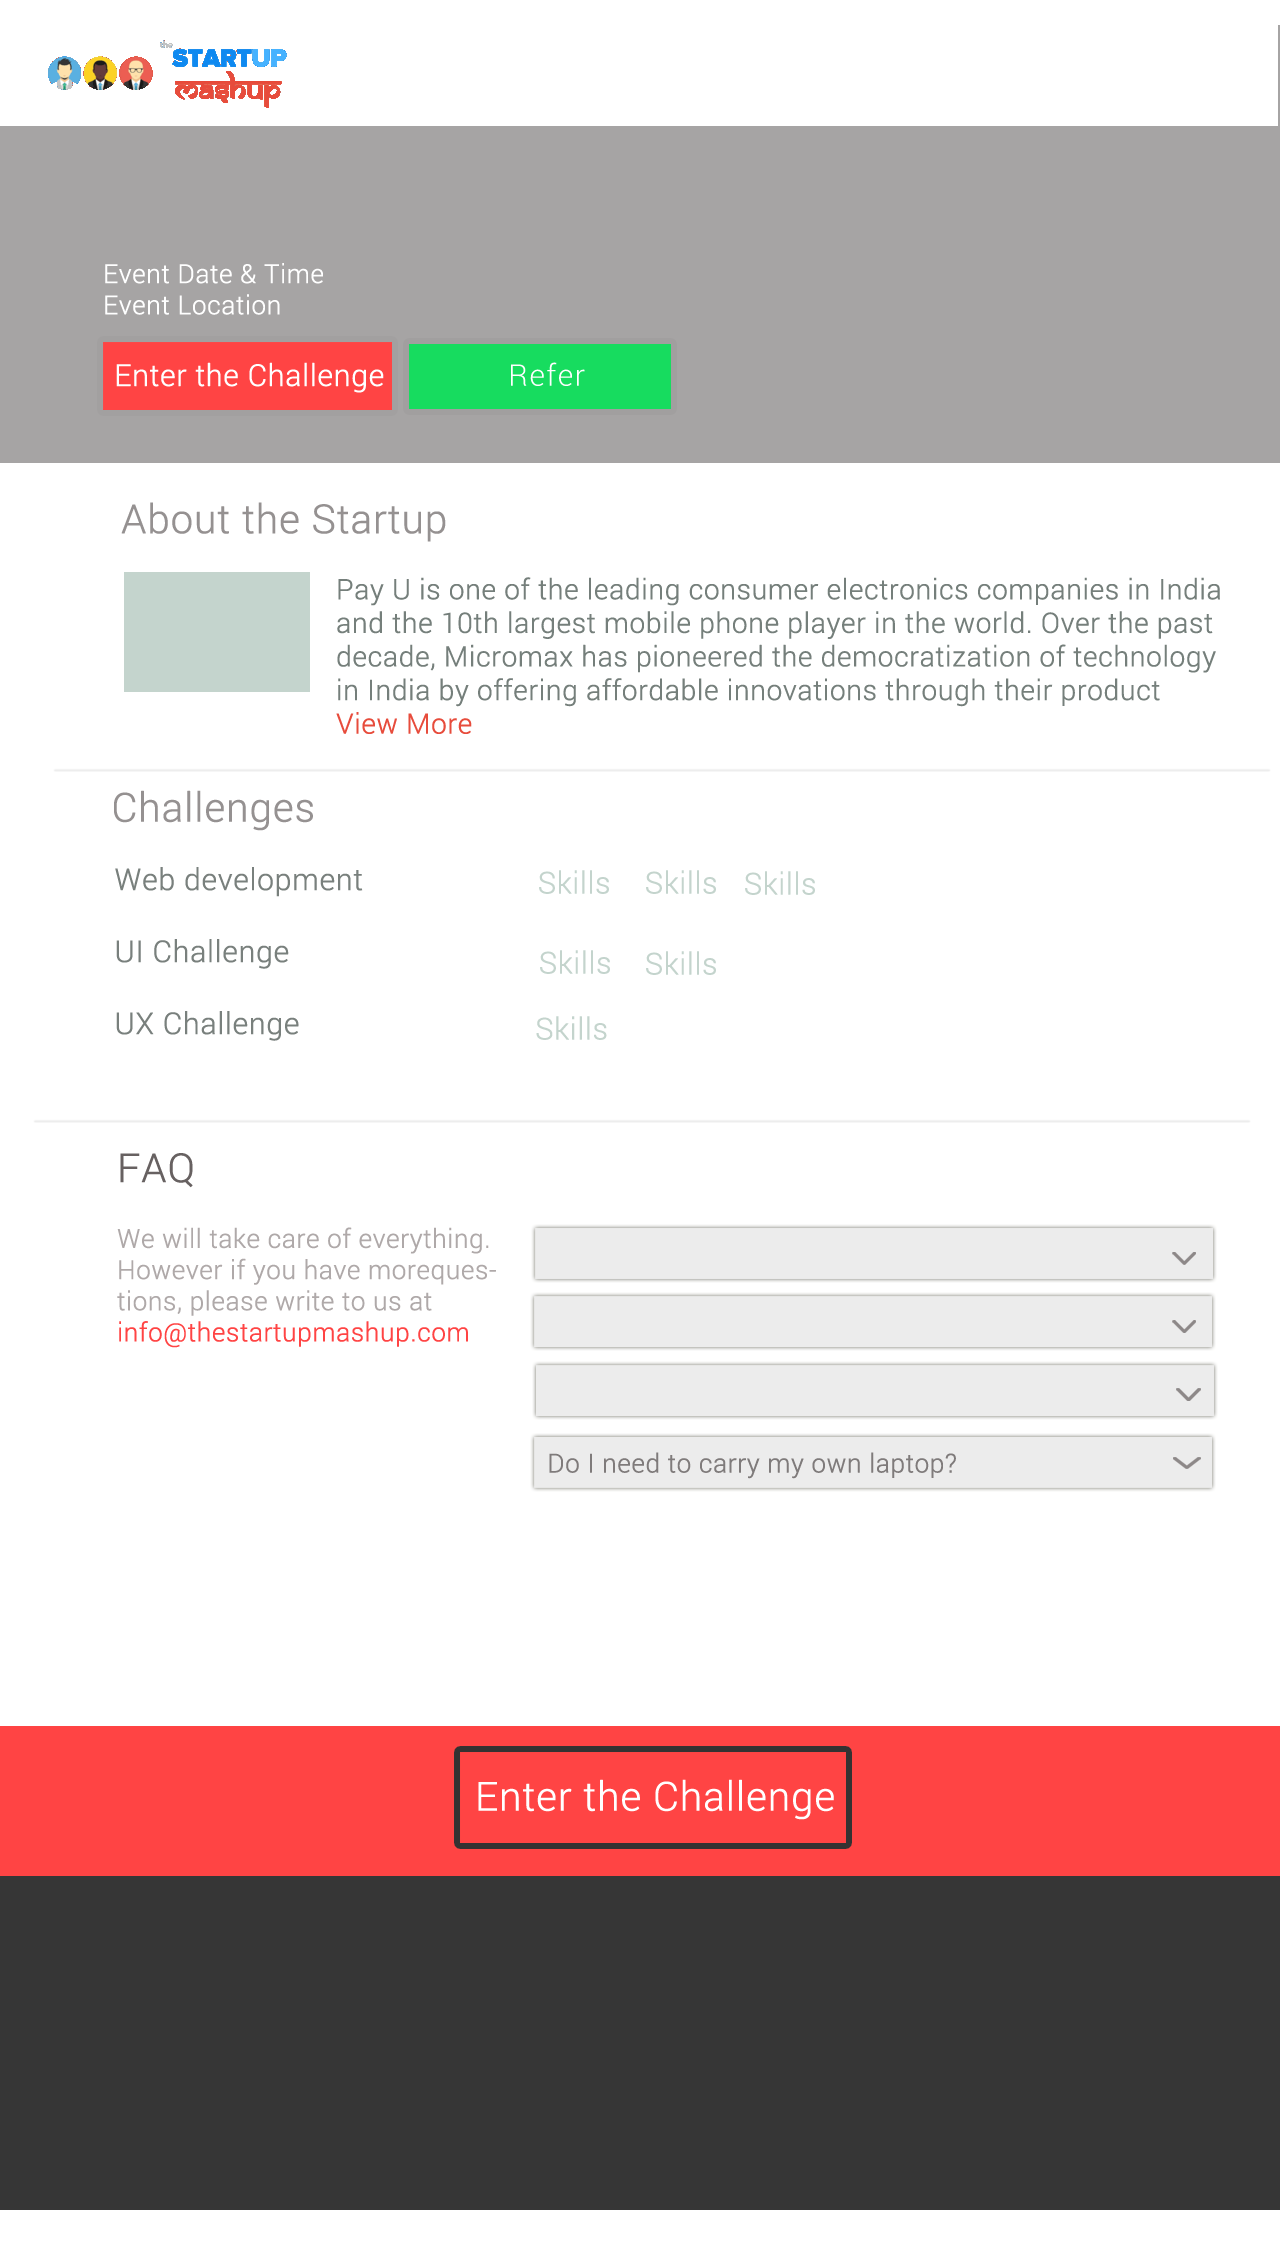 the
STARTUP
mashup
Event Date & Time
Event Location
Enter the Challenge
Refer
About the Startup
Pay U is one of the leading consumer electronics companies in India
and the 10th largest mobile phone player in the world. Over the past
decade, Micromax has pioneered the democratization of technology
in India by offering affordable innovations through their product
View More
Challenges
Web development Skills Skills Skills
UI Challenge Skills Skills
UX Challenge Skills
FAQ
We will take care of everything.
However if you have moreques-
tions, please write to us at
info@thestartupmashup.com
Do I need to carry my own laptop?
Enter the Challenge